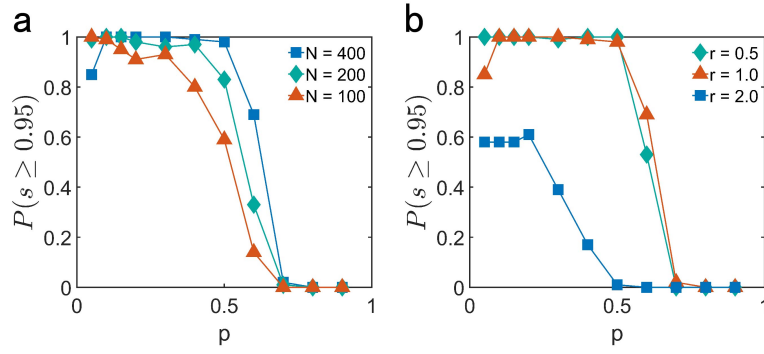 a
P(s ≥ 0.95)
1
0.8
0.6
0.4
0.2
0
0
0.5
1
p
N = 400
N = 200
N = 100
b
P(s ≥ 0.95)
1
0.8
0.6
0.4
0.2
0
0
0.5
1
p
r = 0.5
r = 1.0
r = 2.0